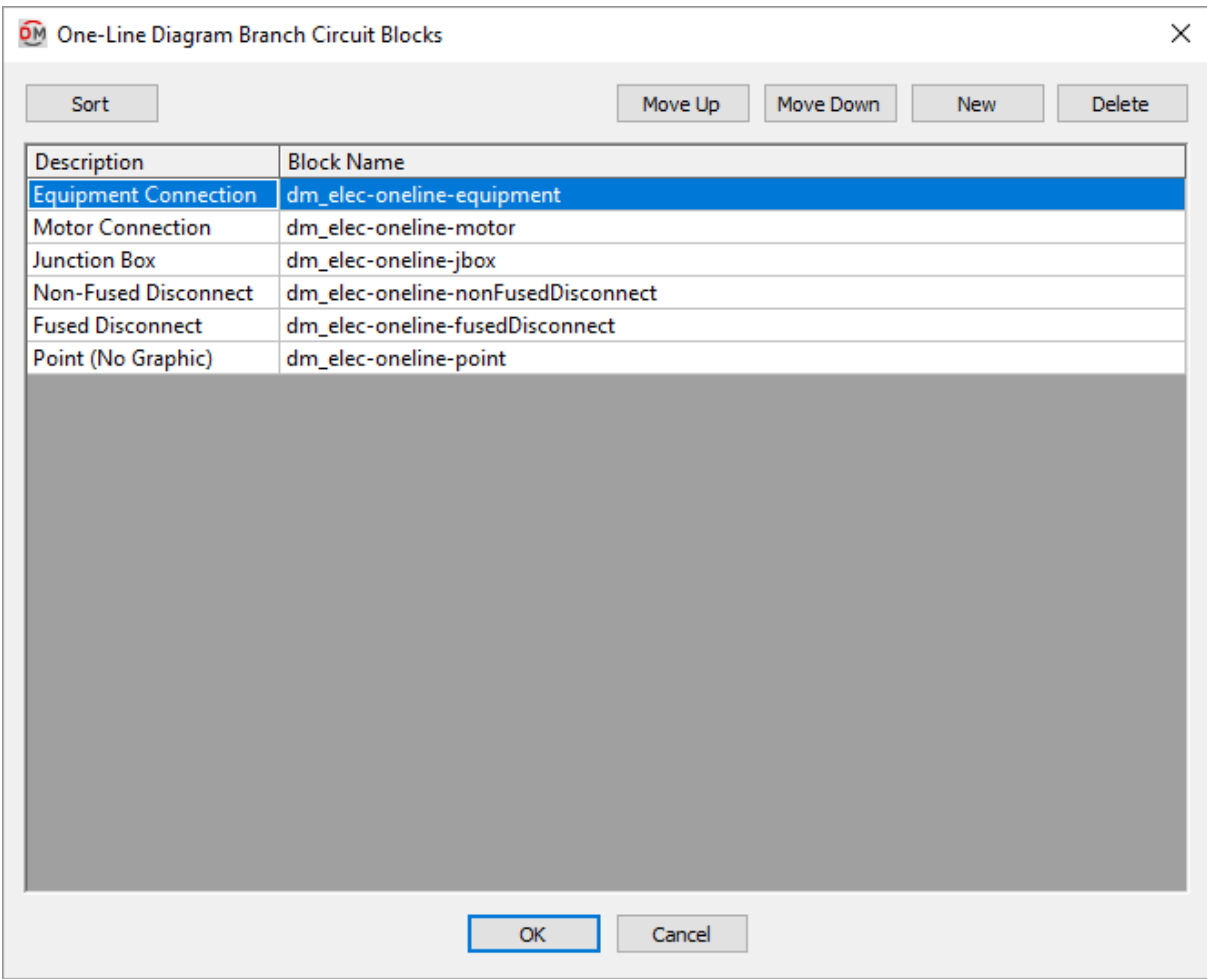 DM One-Line Diagram Branch Circuit Blocks
Sort Move Up Move Down New Delete
Description Block Name
Equipment Connection dm_elec-oneline-equipment
Motor Connection dm_elec-oneline-motor
Junction Box dm_elec-oneline-jbox
Non-Fused Disconnect dm_elec-oneline-nonFusedDisconnect
Fused Disconnect dm_elec-oneline-fusedDisconnect
Point (No Graphic) dm_elec-oneline-point
OK Cancel